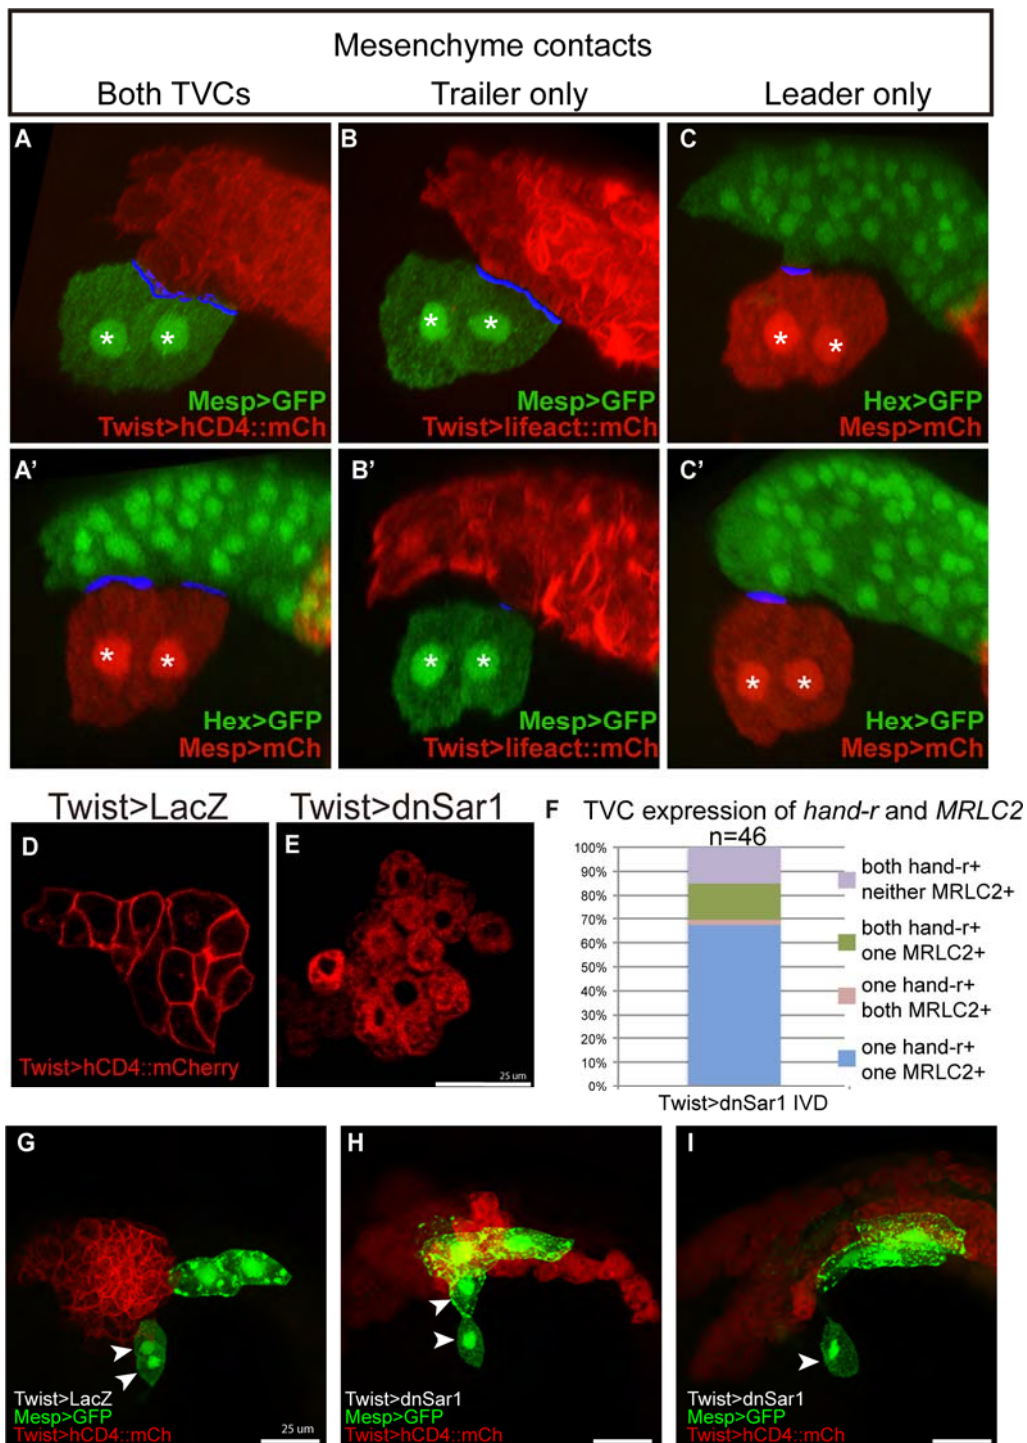 Mesenchyme contacts
Both TVCs Trailer only Leader only
A
Mesp>GFP
Twist>hCD4::mCh
B
Mesp>GFP
Twist>lifeact::mCh
C
Hex>GFP
Mesp>mCh
A'
Hex>GFP
Mesp>mCh
B'
Mesp>GFP
Twist>lifeact::mCh
C'
Hex>GFP
Mesp>mCh
* *
* *
* *
* *
* *
* *
Twist>LacZ
D
Twist>hCD4::mCherry
Twist>dnSar1
E
25 um
F TVC expression of hand-r and MRLC2
n=46
100%
90%
80%
70%
60%
50%
40%
30%
20%
10%
0%
both hand-r+
neither MRLC2+
both hand-r+
one MRLC2+
one hand-r+
both MRLC2+
one hand-r+
one MRLC2+
Twist>dnSar1 IVD
G
Twist>LacZ
Mesp>GFP
Twist>hCD4::mCh
25 um
H
Twist>dnSar1
Mesp>GFP
Twist>hCD4::mCh
I
Twist>dnSar1
Mesp>GFP
Twist>hCD4::mCh